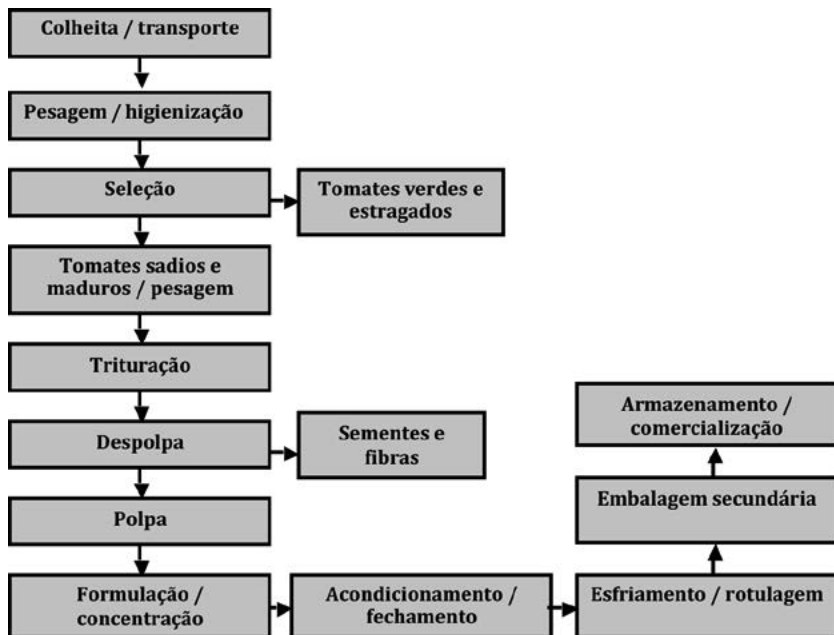 Colheita / transporte
Pesagem / higienização
Seleção
Tomates verdes e
estragados
Tomates sadios e
maduros / pesagem
Trituração
Despolpa
Sementes e
fibras
Polpa
Formulação /
concentração
Acondicionamento /
fechamento
Esfriamento / rotulagem
Embalagem secundária
Armazenamento /
comercialização